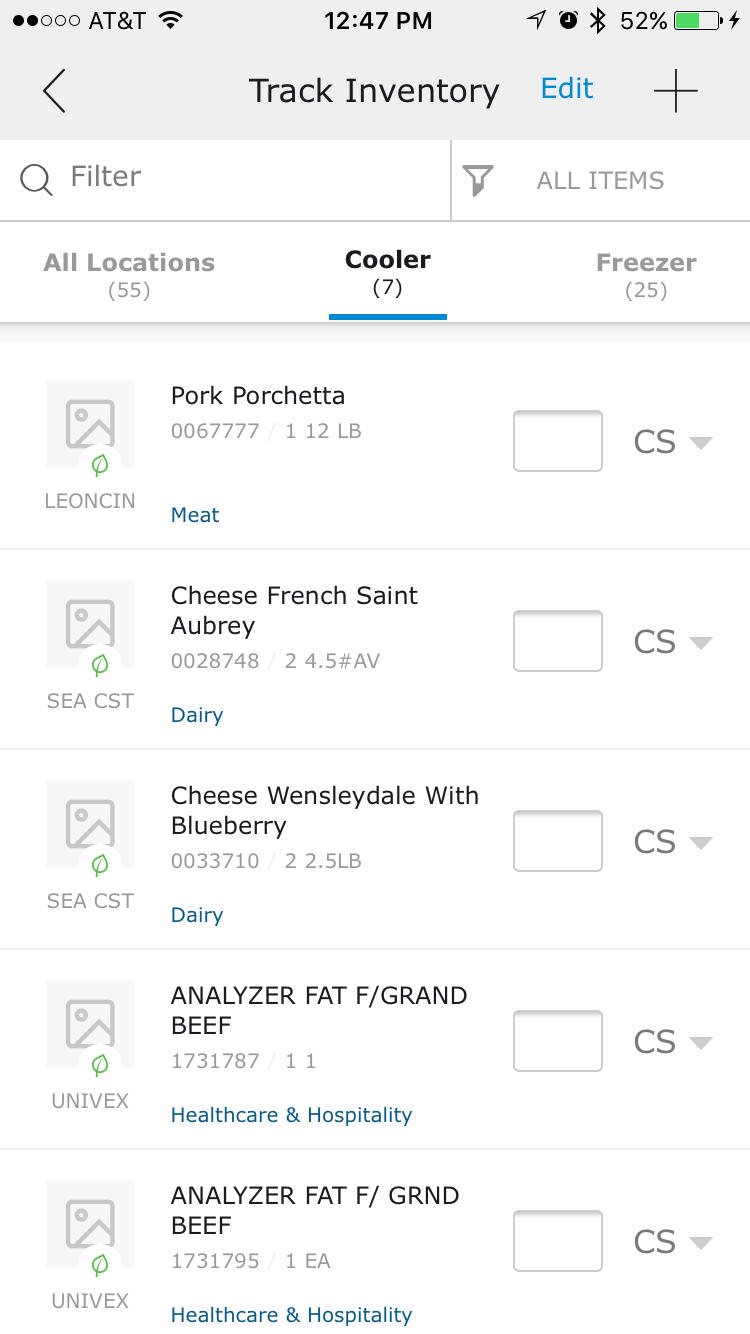 AT&T 12:47 PM 52%
Track Inventory Edit
Filter ALL ITEMS
All Locations Cooler Freezer
(55) (7) (25)
Pork Porchetta
0067777 / 1 12 LB
CS
LEONCIN
Meat
Cheese French Saint
Aubrey
CS
0028748 / 2 4.5#AV
SEA CST
Dairy
Cheese Wensleydale With
Blueberry
CS
0033710 / 2 2.5LB
SEA CST
Dairy
ANALYZER FAT F/GRAND
BEEF
CS
1731787 / 1 1
UNIVEX
Healthcare & Hospitality
ANALYZER FAT F/ GRND
BEEF
CS
1731795 / 1 EA
UNIVEX
Healthcare & Hospitality